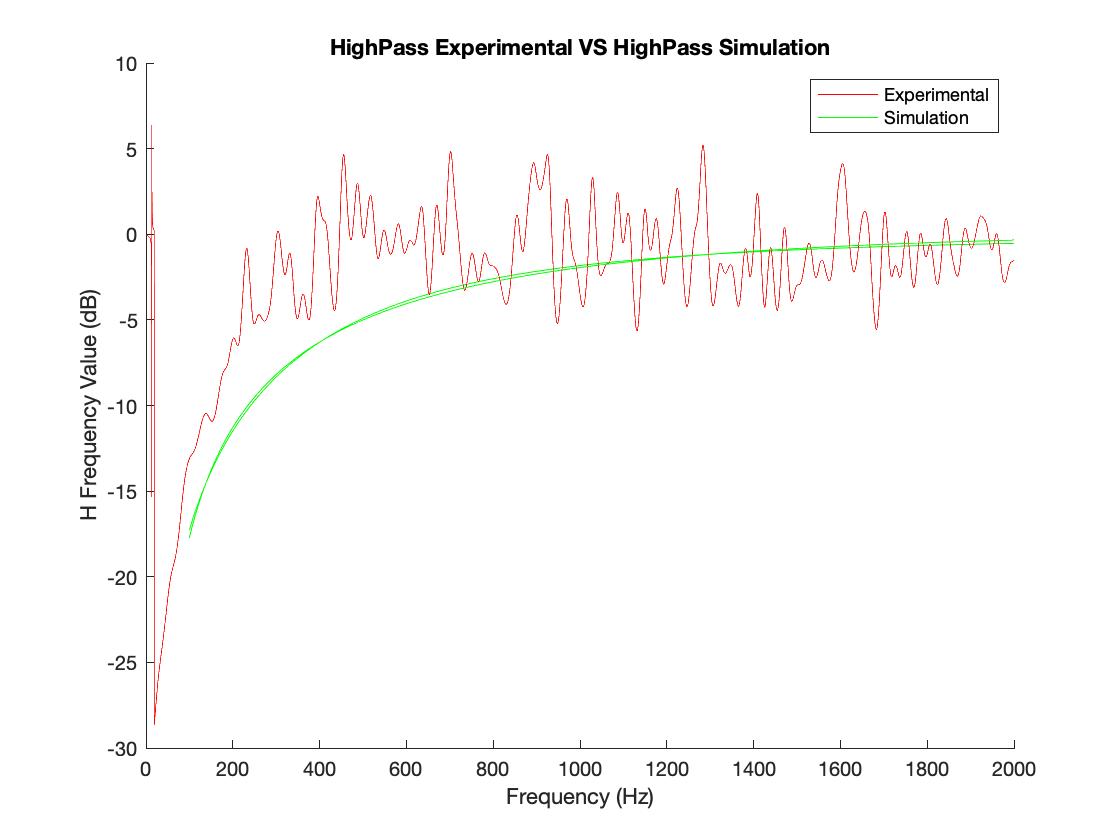 HighPass Experimental VS HighPass Simulation
Experimental
Simulation
H Frequency Value (dB)
10
5
0
-5
-10
-15
-20
-25
-30
0 200 400 600 800 1000 1200 1400 1600 1800 2000
Frequency (Hz)